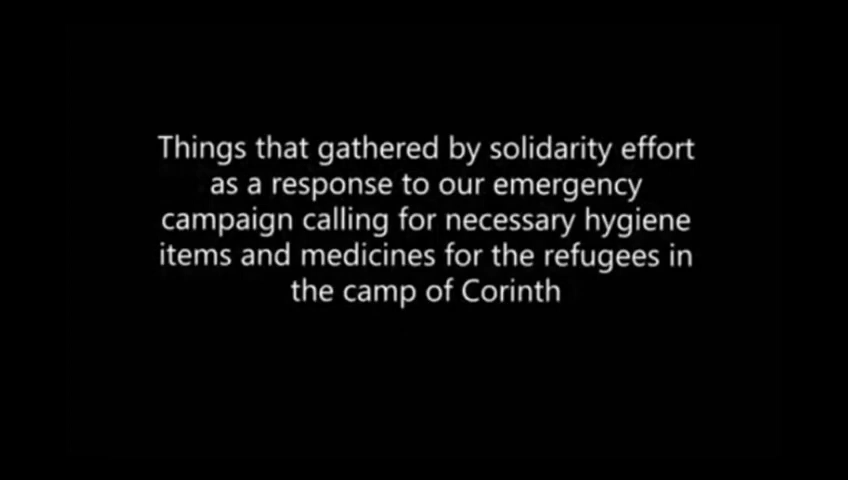 Things that gathered by solidarity effort
as a response to our emergency
campaign calling for necessary hygiene
items and medicines for the refugees in
the camp of Corinth